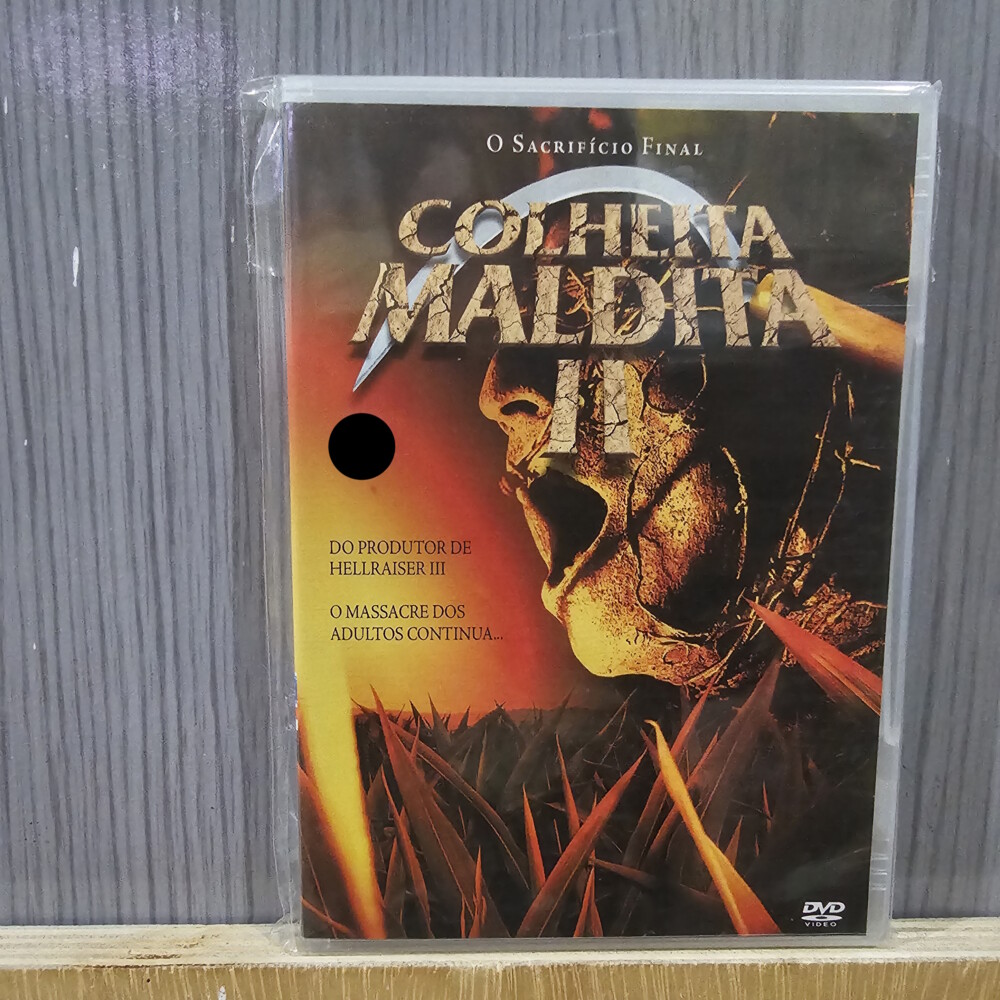 O SACRIFÍCIO FINAL
COLHEITA
MALDITA
II
DO PRODUTOR DE
HELLRAISER III
O MASSACRE DOS
ADULTOS CONTINUA...
DVD
VIDEO